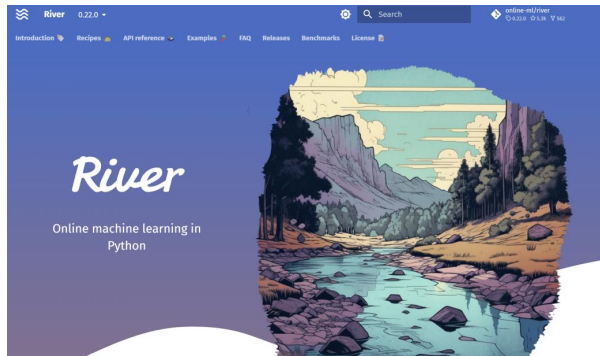 River 0.22.0
Search
online-ml/river
0.22.0 5.3k 562
Introduction Recipes API reference Examples FAQ Releases Benchmarks License
River
Online machine learning in
Python